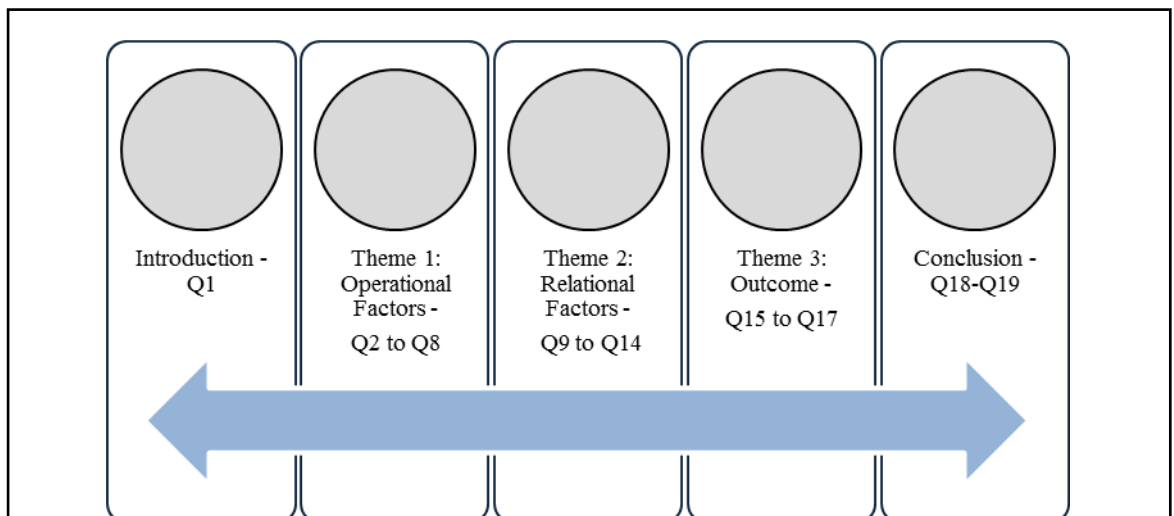 Introduction -
Q1
Theme 1:
Operational
Factors -
Q2 to Q8
Theme 2:
Relational
Factors -
Q9 to Q14
Theme 3:
Outcome -
Q15 to Q17
Conclusion -
Q18-Q19